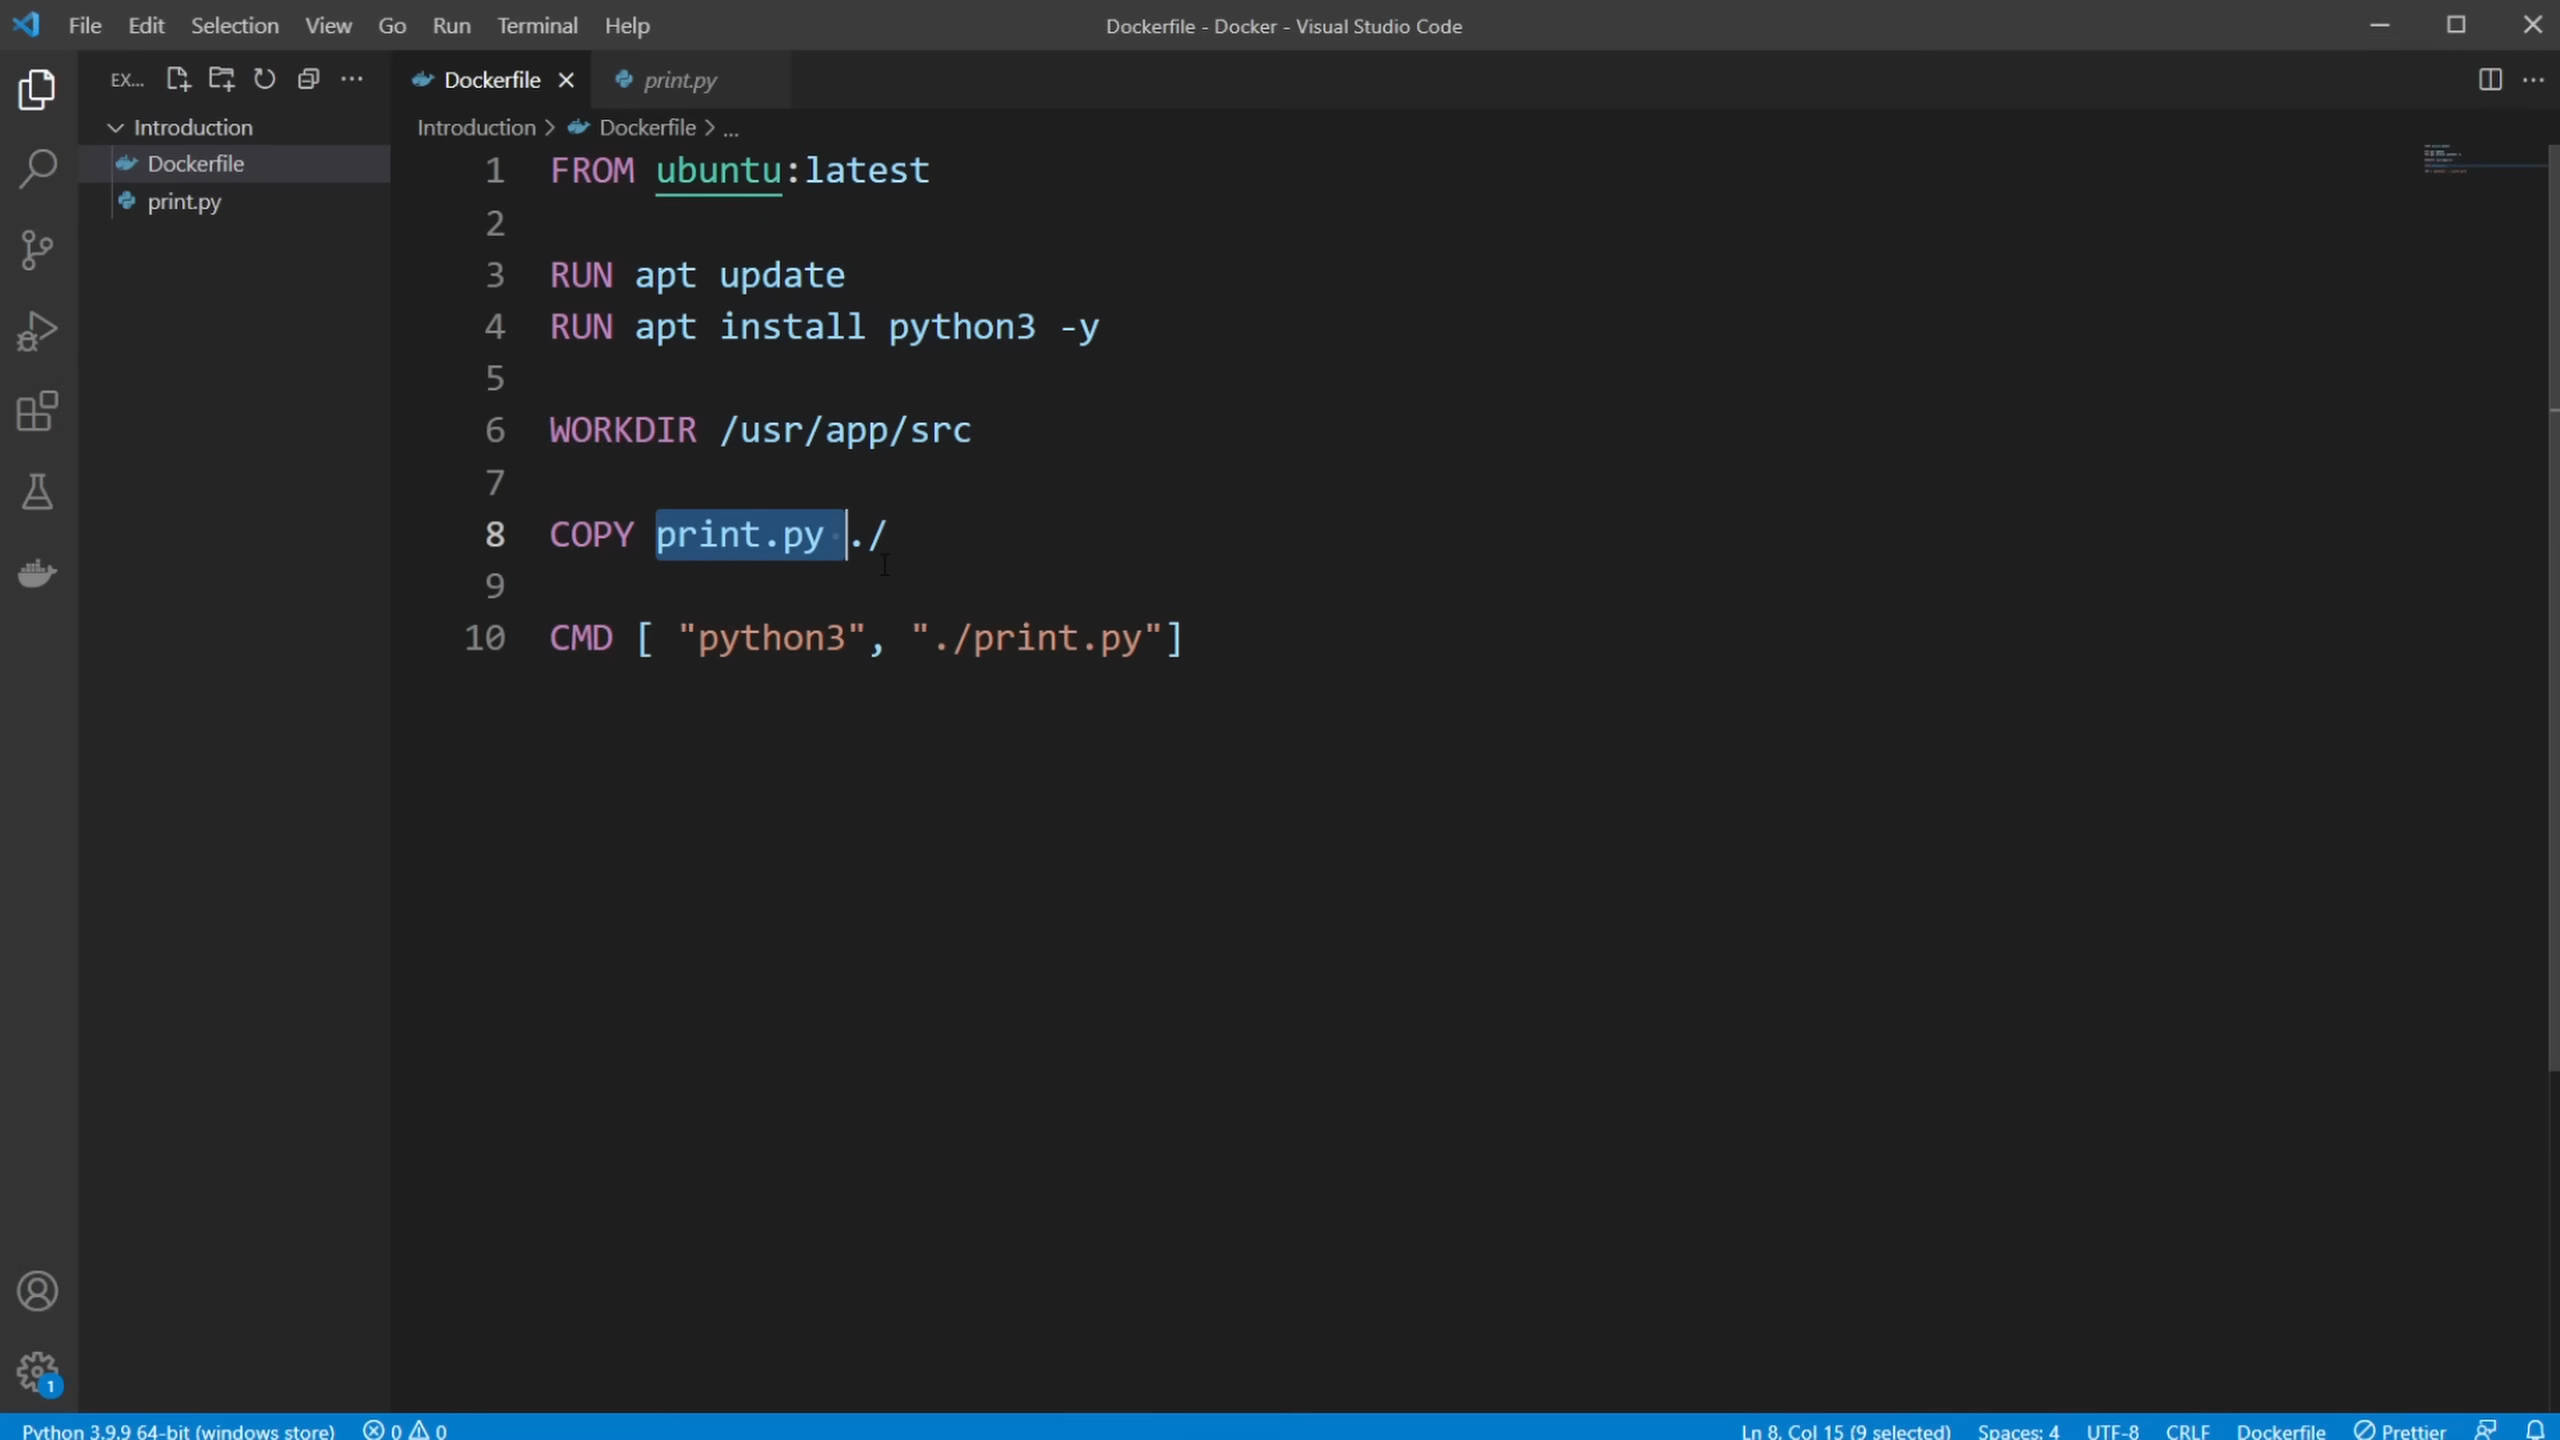 File Edit Selection View Go Run Terminal Help
Dockerfile - Docker - Visual Studio Code
EX...
Dockerfile
print.py
Introduction
Introduction > Dockerfile > ...
Dockerfile
print.py
1 FROM ubuntu:latest
2
3 RUN apt update
4 RUN apt install python3 -y
5
6 WORKDIR /usr/app/src
7
8 COPY print.py ./
9
10 CMD [ "python3", "./print.py"]
1
Python 3.9.9 64-bit (windows store) 0 0
Ln 8, Col 15 (9 selected) Spaces: 4 UTF-8 CRLF Dockerfile Prettier